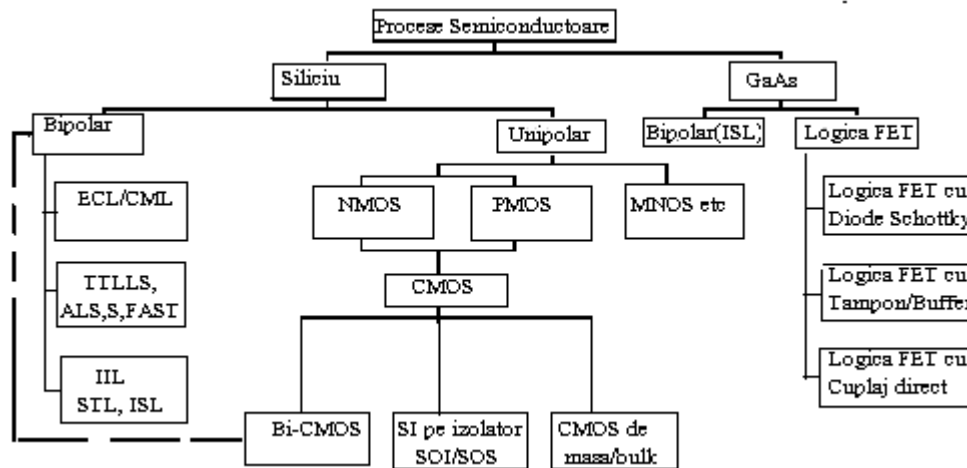 Procese Semiconductoare
Siliciu
GaAs
Bipolar
Unipolar
Bipolar(ISL)
Logica FET
ECL/CML
NMOS
PMOS
MNOS etc
Logica FET cu
Diode Schottky
TTLLS,
ALS,S,FAST
CMOS
Logica FET cu
Tampon/Buffer
IIL
STL, ISL
Logica FET cu
Cuplaj direct
Bi-CMOS
SI pe izolator
SOI/SOS
CMOS de
masa/bulk